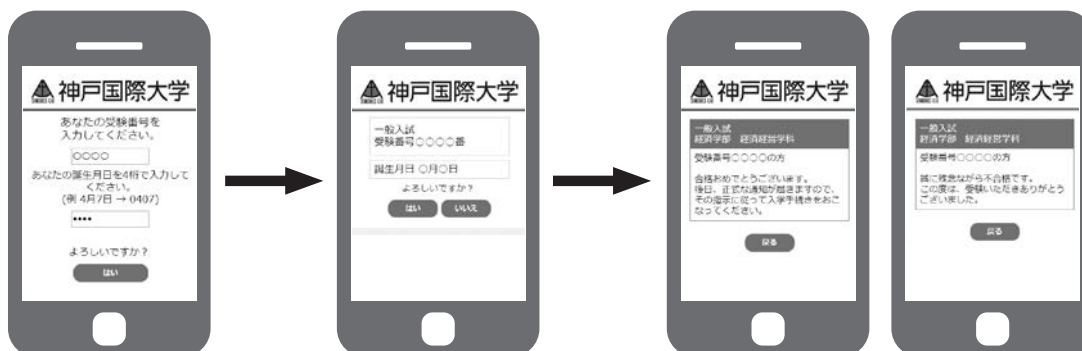 神戸国際大学
あなたの受験番号を
入力してください。
○○○○
あなたの誕生月日を4桁で入力して
ください。
(例 4月7日 → 0407)
••••
よろしいですか?
はい
神戸国際大学
一般入試
受験番号○○○○番
誕生月日 ○月○日
よろしいですか?
はい
いいえ
神戸国際大学
一般入試
経済学部 経済経営学科
受験番号○○○○の方
合格おめでとうございます。
後日、正式な通知が届きますので、
その指示に従って入学手続きをおこ
なってください。
戻る
神戸国際大学
一般入試
経済学部 経済経営学科
受験番号○○○○の方
誠に残念ながら不合格です。
この度は、受験いただきありがとう
ございました。
戻る